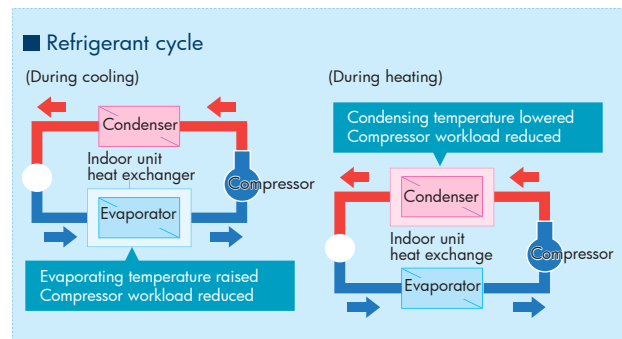 Refrigerant cycle
(During cooling)
Condenser
Indoor unit
heat exchanger
Compressor
Evaporator
Evaporating temperature raised
Compressor workload reduced
(During heating)
Condensing temperature lowered
Compressor workload reduced
Condenser
Indoor unit
heat exchange
Compressor
Evaporator